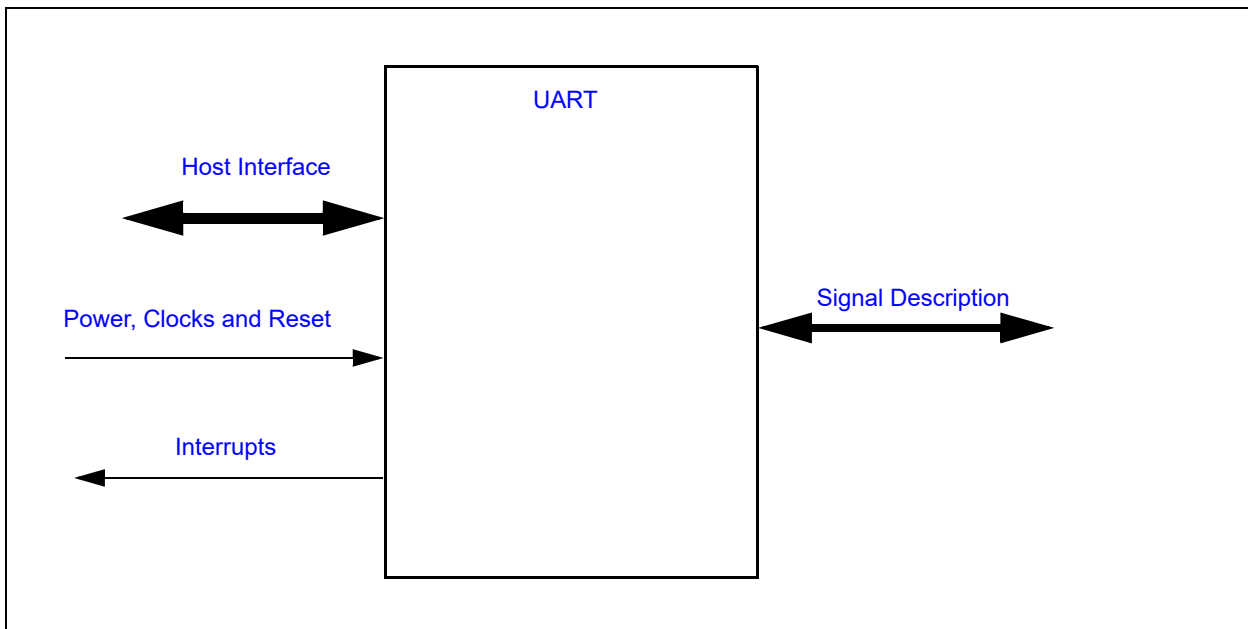 UART
Host Interface
Power, Clocks and Reset
Signal Description
Interrupts